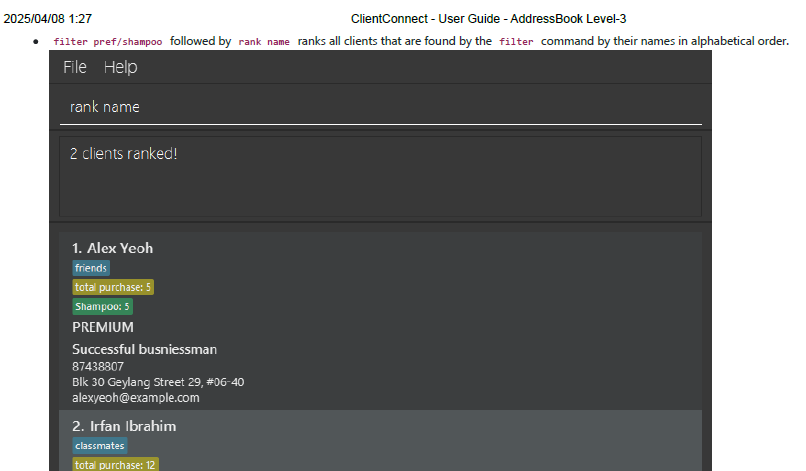 2025/04/08 1:27 ClientConnect - User Guide - AddressBook Level-3
• filter pref/shampoo followed by rank name ranks all clients that are found by the filter command by their names in alphabetical order.
File Help
rank name
2 clients ranked!
1. Alex Yeoh
friends
total purchase: 5
Shampoo: 5
PREMIUM
Successful busniessman
87438807
Blk 30 Geylang Street 29, #06-40
alexyeoh@example.com
2. Irfan Ibrahim
classmates
total purchase: 12